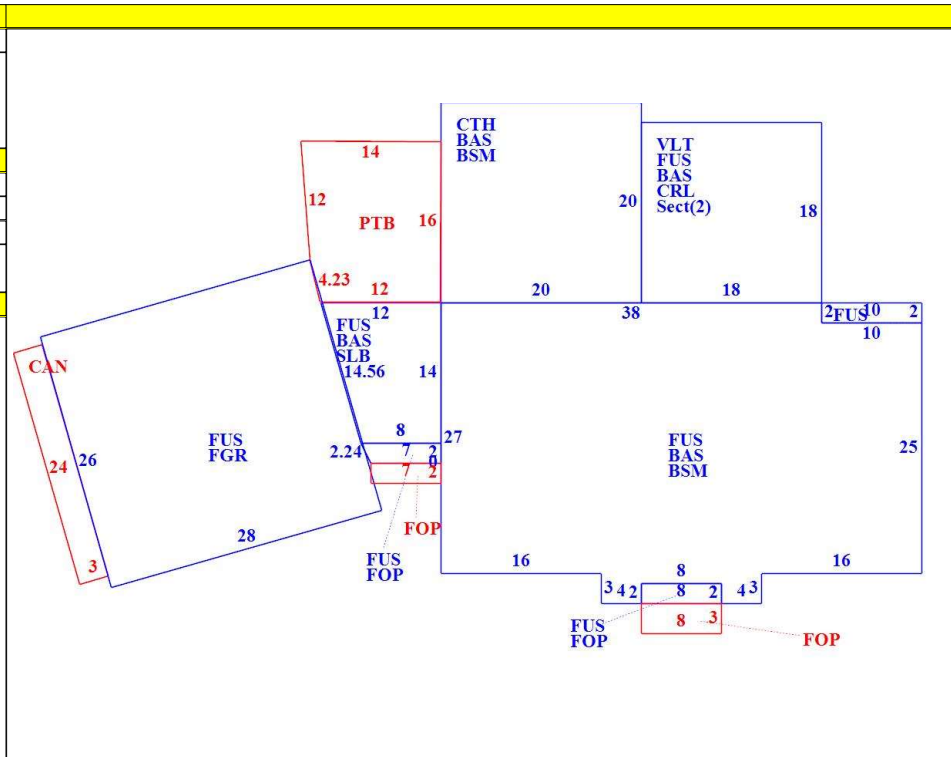 CTH
BAS
BSM
VLT
FUS
BAS
CRL
Sect(2)
14
12
PTB
16
20
18
4.23
12
20
18
12
38
2
FUS
10
2
10
FUS
BAS
SLB
14.56
14
CAN
8
27
FUS
FGR
2.24
7
2
0
7
2
FUS
BAS
BSM
25
24
26
FOP
28
3
FUS
FOP
16
8
16
3
4
2
8
2
4
3
FUS
FOP
8
3
FOP